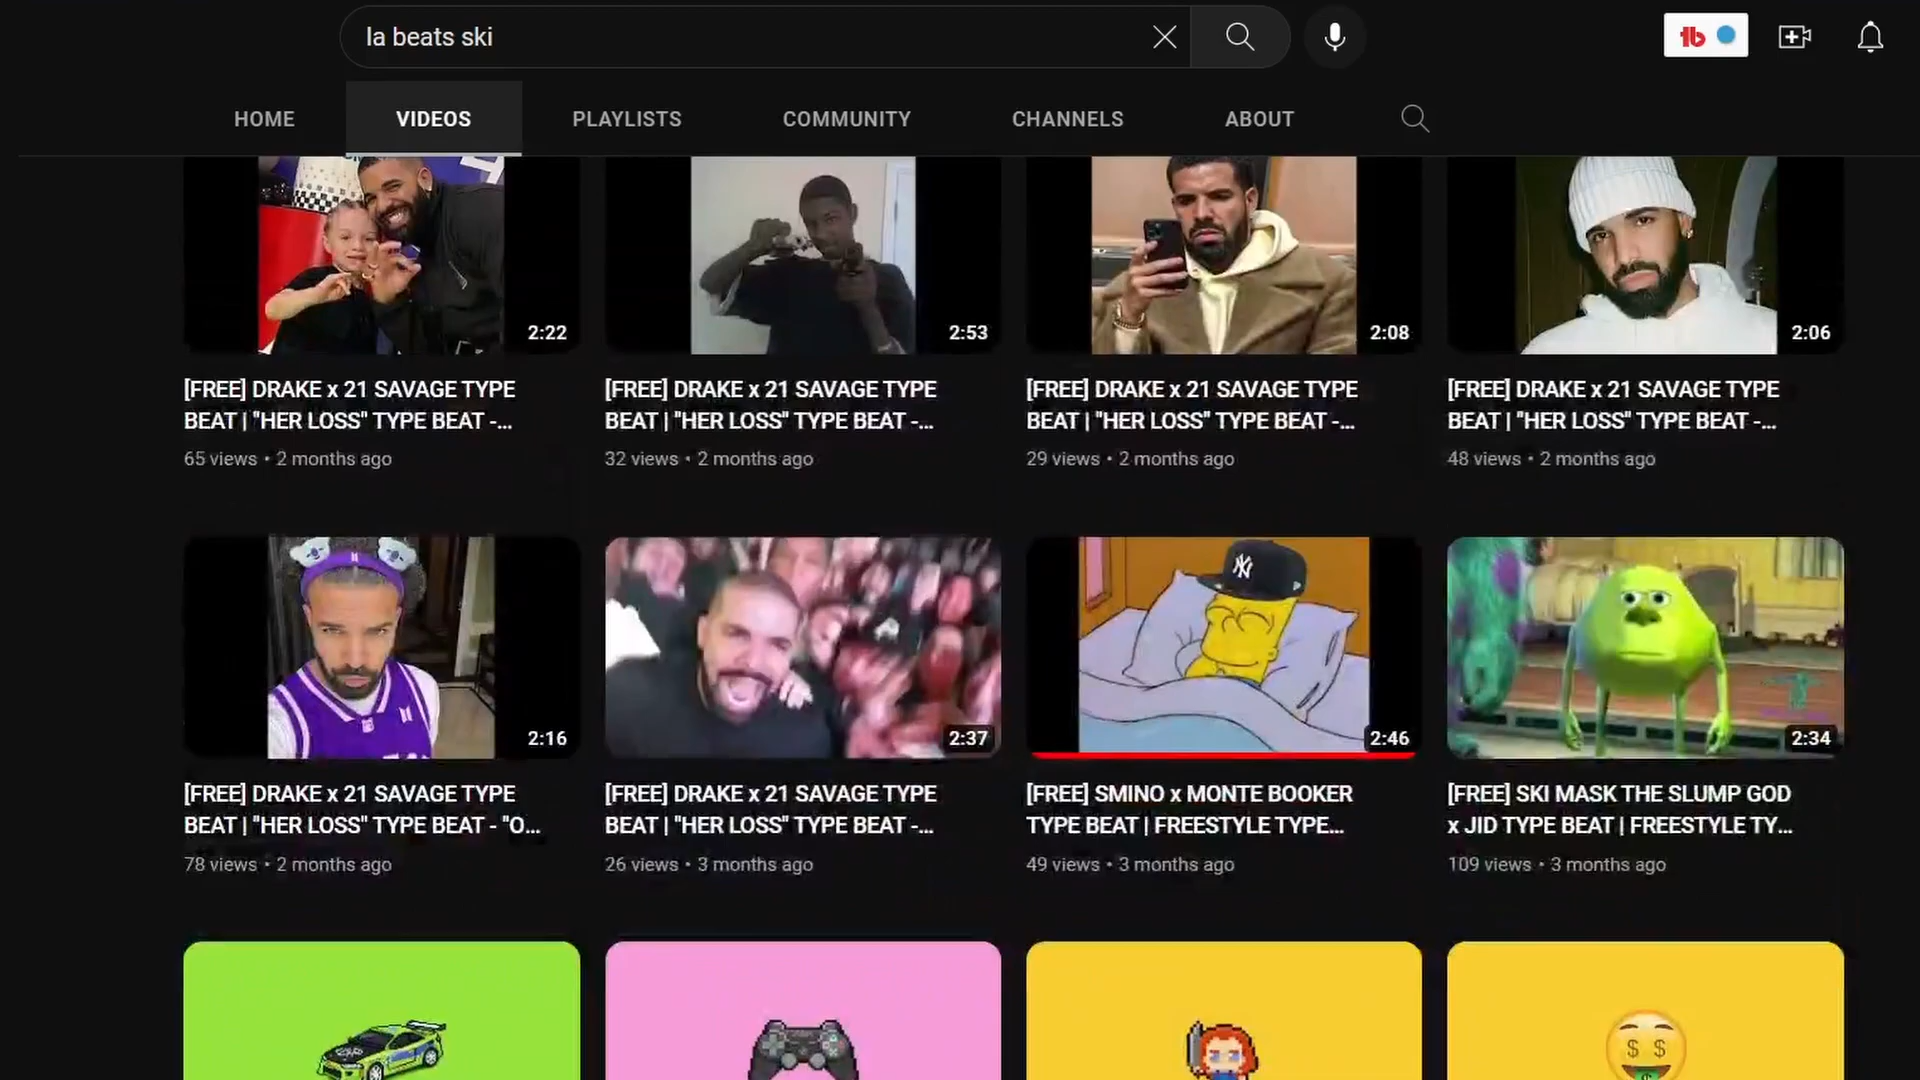 la beats ski
HOME VIDEOS PLAYLISTS COMMUNITY CHANNELS ABOUT
2:22 2:53 2:08 2:06
[FREE] DRAKE x 21 SAVAGE TYPE
BEAT | "HER LOSS" TYPE BEAT -...
65 views • 2 months ago
[FREE] DRAKE x 21 SAVAGE TYPE
BEAT | "HER LOSS" TYPE BEAT -...
32 views • 2 months ago
[FREE] DRAKE x 21 SAVAGE TYPE
BEAT | "HER LOSS" TYPE BEAT -...
29 views • 2 months ago
[FREE] DRAKE x 21 SAVAGE TYPE
BEAT | "HER LOSS" TYPE BEAT -...
48 views • 2 months ago
NY
2:16 2:37 2:46 2:34
[FREE] DRAKE x 21 SAVAGE TYPE
BEAT | "HER LOSS" TYPE BEAT - "O...
78 views • 2 months ago
[FREE] DRAKE x 21 SAVAGE TYPE
BEAT | "HER LOSS" TYPE BEAT -...
26 views • 3 months ago
[FREE] SMINO x MONTE BOOKER
TYPE BEAT | FREESTYLE TYPE...
49 views • 3 months ago
[FREE] SKI MASK THE SLUMP GOD
x JID TYPE BEAT | FREESTYLE TY...
109 views • 3 months ago
$ $
$